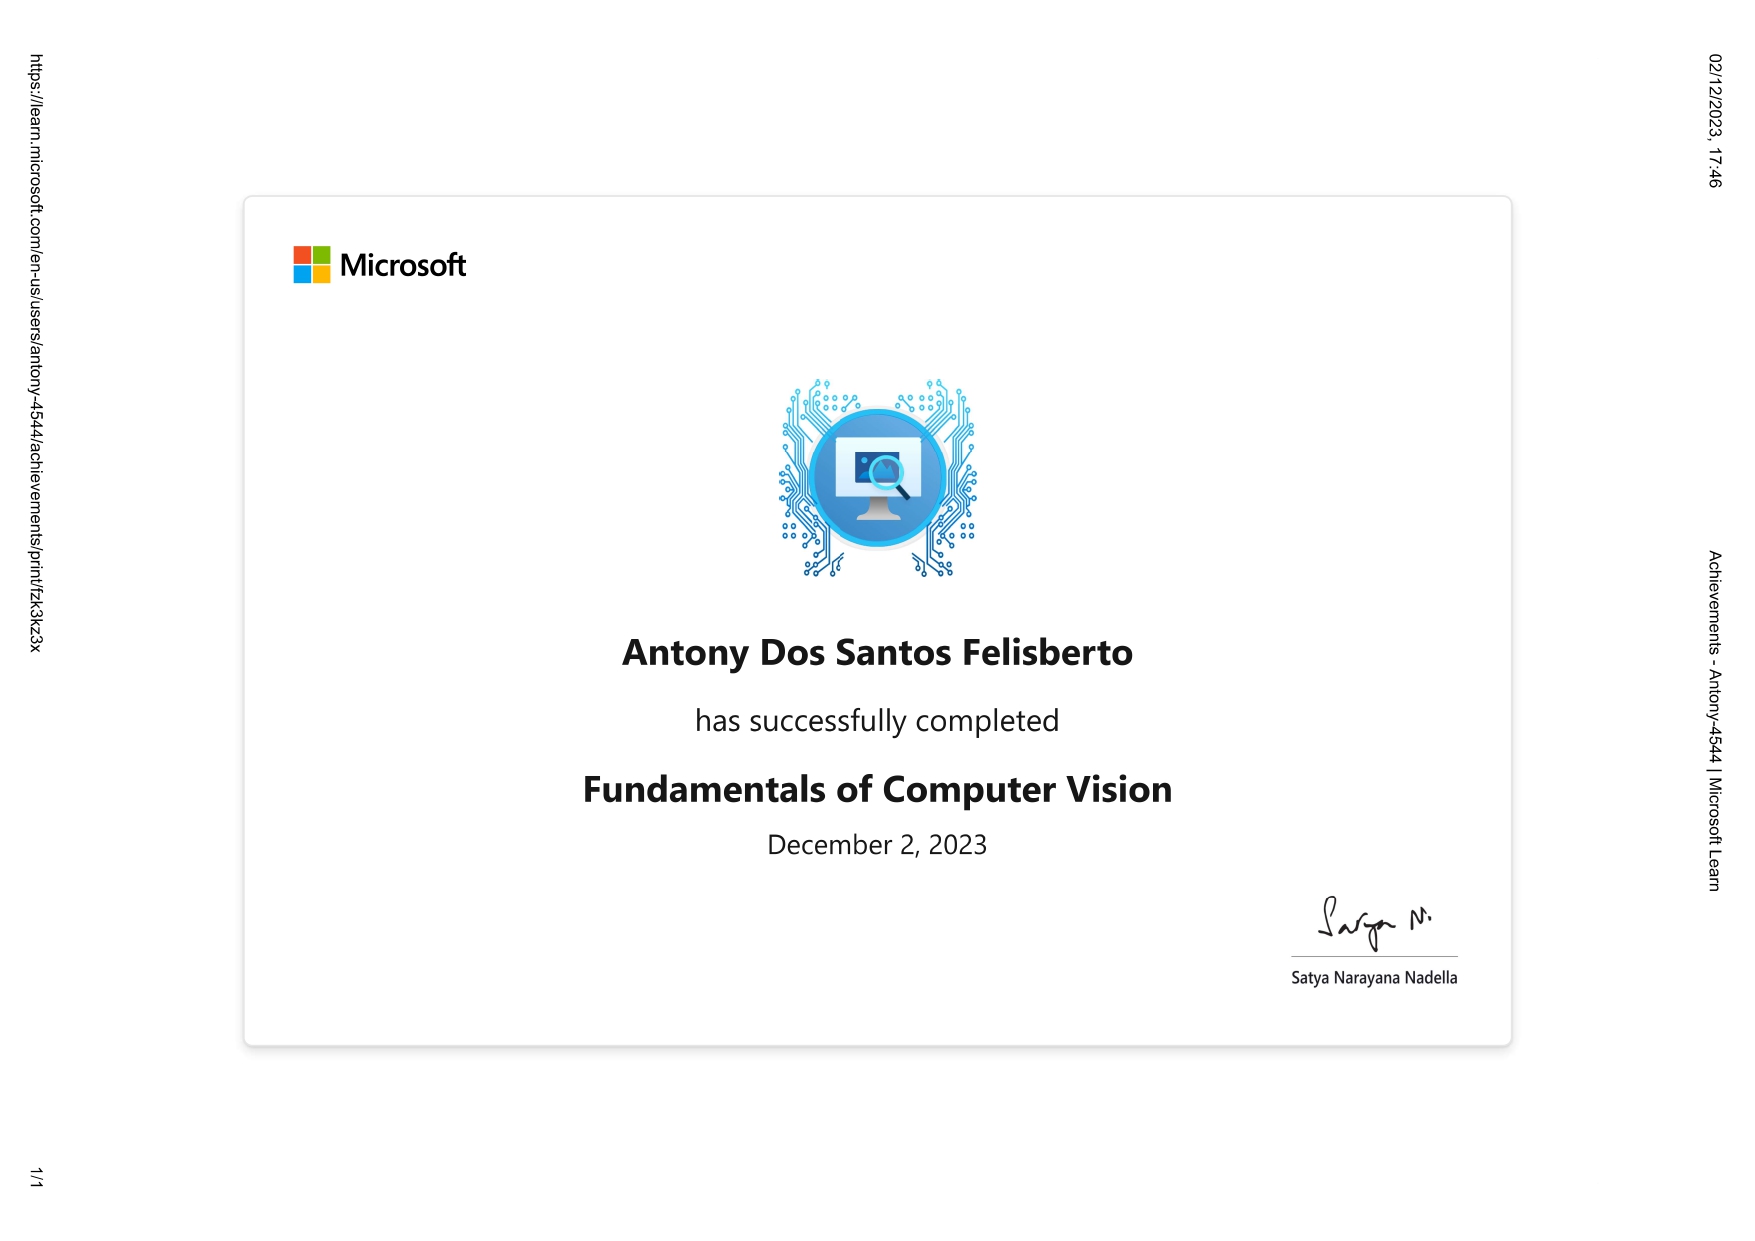 02/12/2023, 17:46
Achievements - Antony-4544 | Microsoft Learn
Microsoft
Antony Dos Santos Felisberto
has successfully completed
Fundamentals of Computer Vision
December 2, 2023
Satya N.
Satya Narayana Nadella
https://learn.microsoft.com/en-us/users/antony-4544/achievements/print/fzk3kz3x
1/1